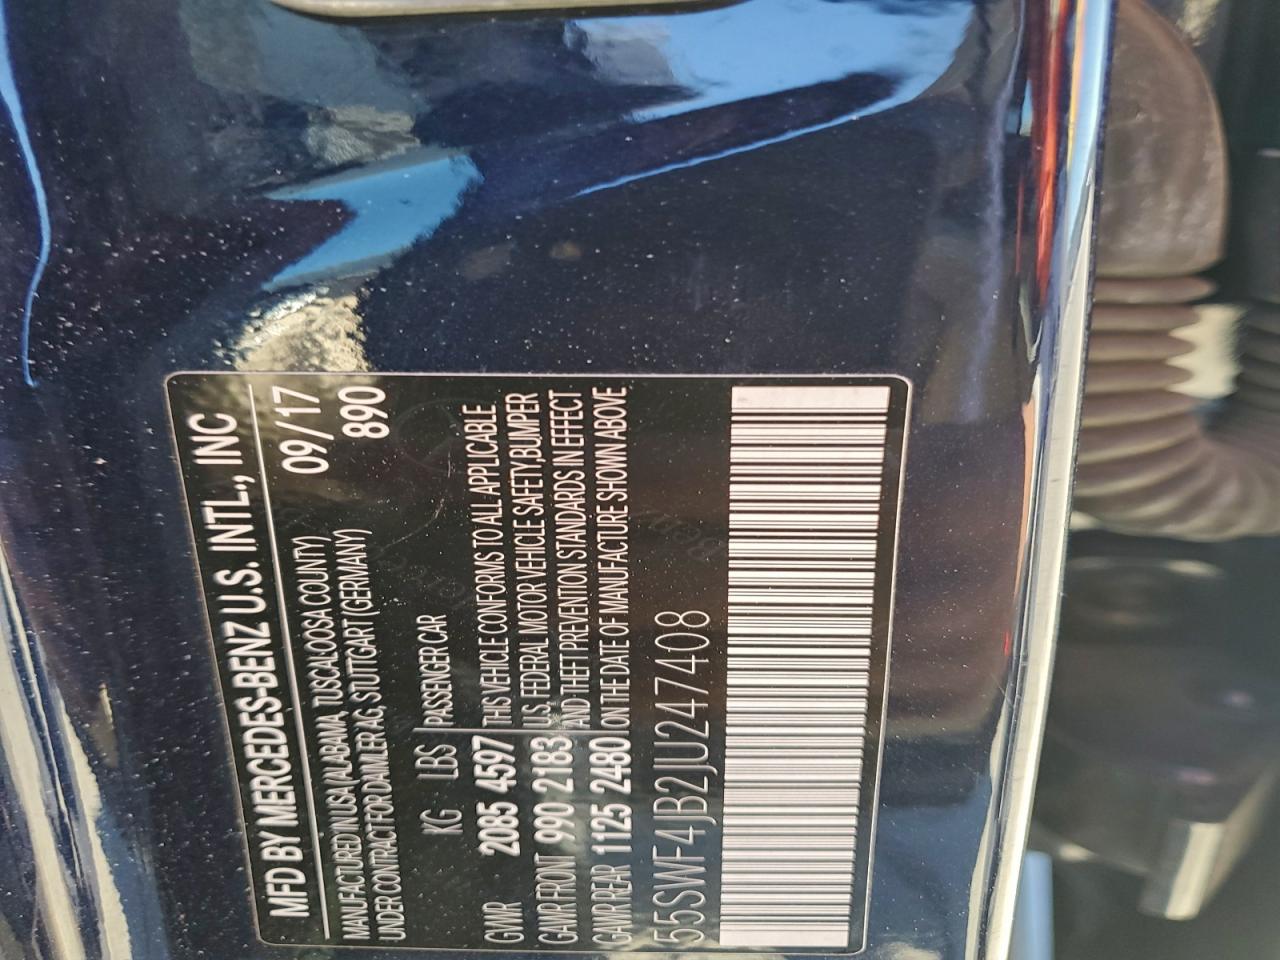 MFD BY MERCEDES-BENZ U.S. INTL., INC
MANUFACTURED IN USA (ALABAMA, TUSCALOOSA COUNTY) 09/17
UNDER CONTRACT FOR DAIMLER AG, STUTTGART (GERMANY) 890
KG LBS PASSENGER CAR
GWR 2085 4597 THIS VEHICLE CONFORMS TO ALL APPLICABLE
GAWR FRONT 990 2183 U.S. FEDERAL MOTOR VEHICLE SAFETY,BUMPER
AND THEFT PREVENTION STANDARDS IN EFFECT
GAWR REAR 1125 2480 ON THE DATE OF MANUFACTURE SHOWN ABOVE
55SWF4JB2JU247408